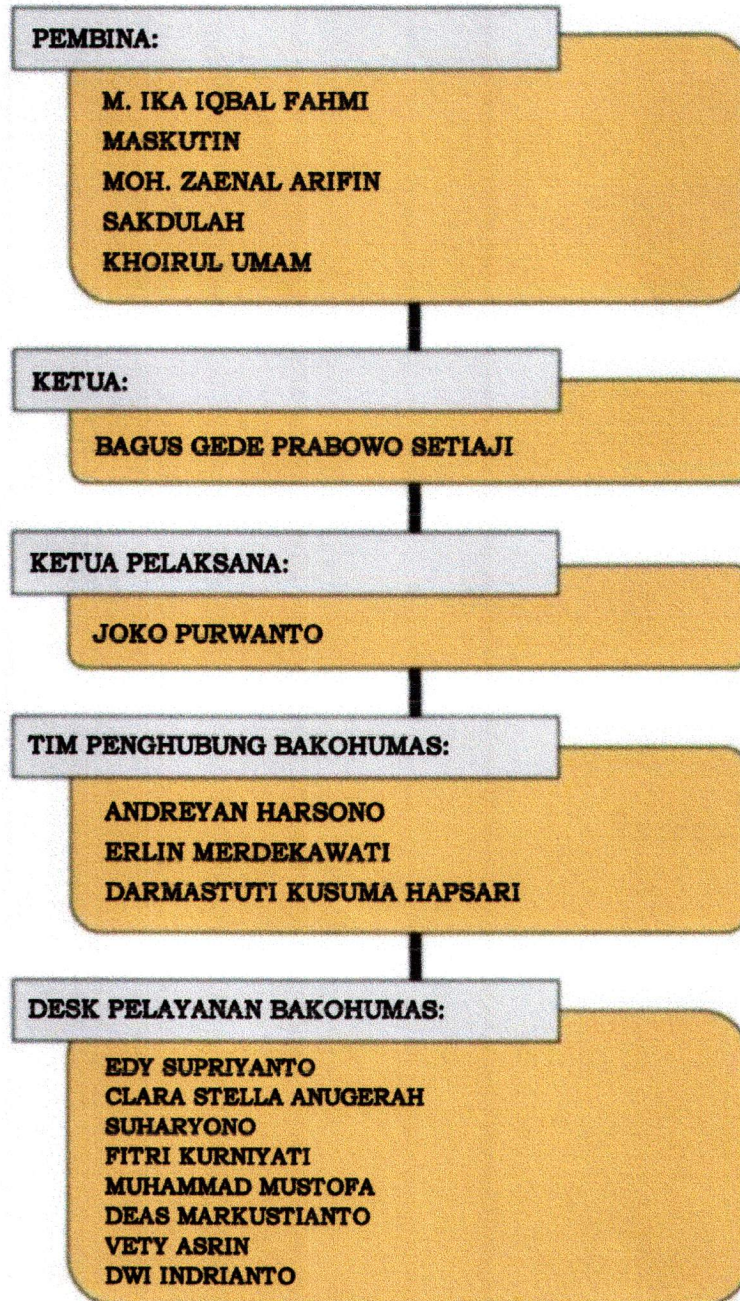 PEMBINA:
M. IKA IQBAL FAHMI
MASKUTIN
MOH. ZAENAL ARIFIN
SAKDULAH
KHOIRUL UMAM
KETUA:
BAGUS GEDE PRABOWO SETIAJI
KETUA PELAKSANA:
JOKO PURWANTO
TIM PENGHUBUNG BAKOHUMAS:
ANDREYAN HARSONO
ERLIN MERDEKAWATI
DARMASTUTI KUSUMA HAPSARI
DESK PELAYANAN BAKOHUMAS:
EDY SUPRIYANTO
CLARA STELLA ANUGERAH
SUHARYONO
FITRI KURNIYATI
MUHAMMAD MUSTOFA
DEAS MARKUSTIANTO
VETY ASRIN
DWI INDRIANTO